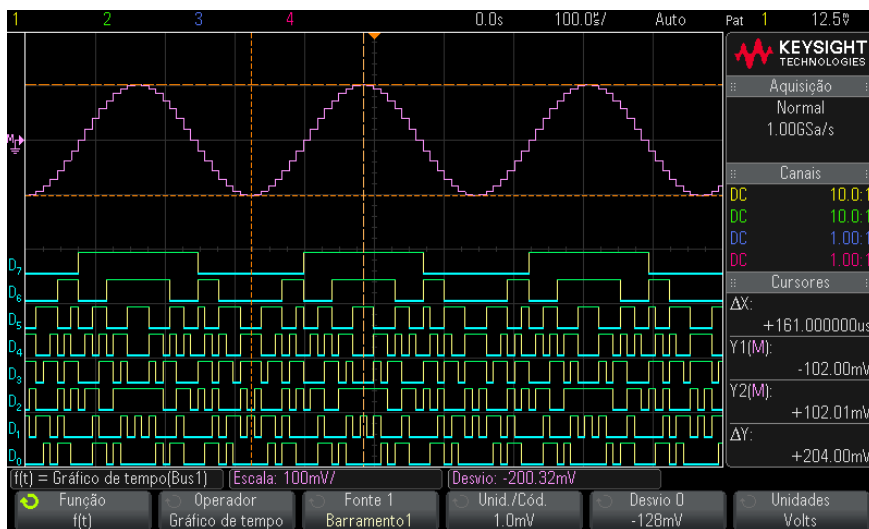 1 2 3 4 0.0s 100.0㎲/ Auto Pat 1 12.5㎷
KEYSIGHT
TECHNOLOGIES
Aquisição
Normal
1.00GSa/s
Canais
DC 10.0:1
DC 10.0:1
DC 1.00:1
DC 1.00:1
Cursores
ΔX:
+161.000000us
Y1(M):
-102.00mV
Y2(M):
+102.01mV
ΔY:
+204.00mV
M
D7
D6
D5
D4
D3
D2
D1
D0
f(t) = Gráfico de tempo(Bus1) Escala: 100mV/ Desvio: -200.32mV
Função Operador Fonte 1 Unid./Cód. Desvio 0 Unidades
f(t) Gráfico de tempo Barramento1 1.0mV -128mV Volts